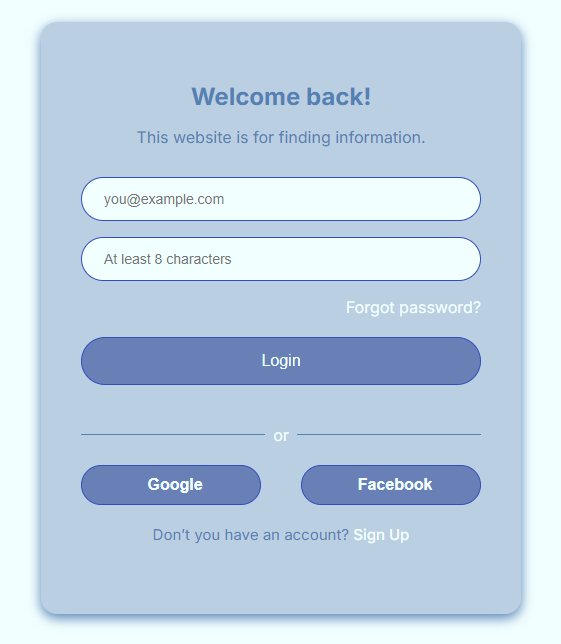 Welcome back!
This website is for finding information.
you@example.com
At least 8 characters
Forgot password?
Login
or
Google Facebook
Don’t you have an account? Sign Up